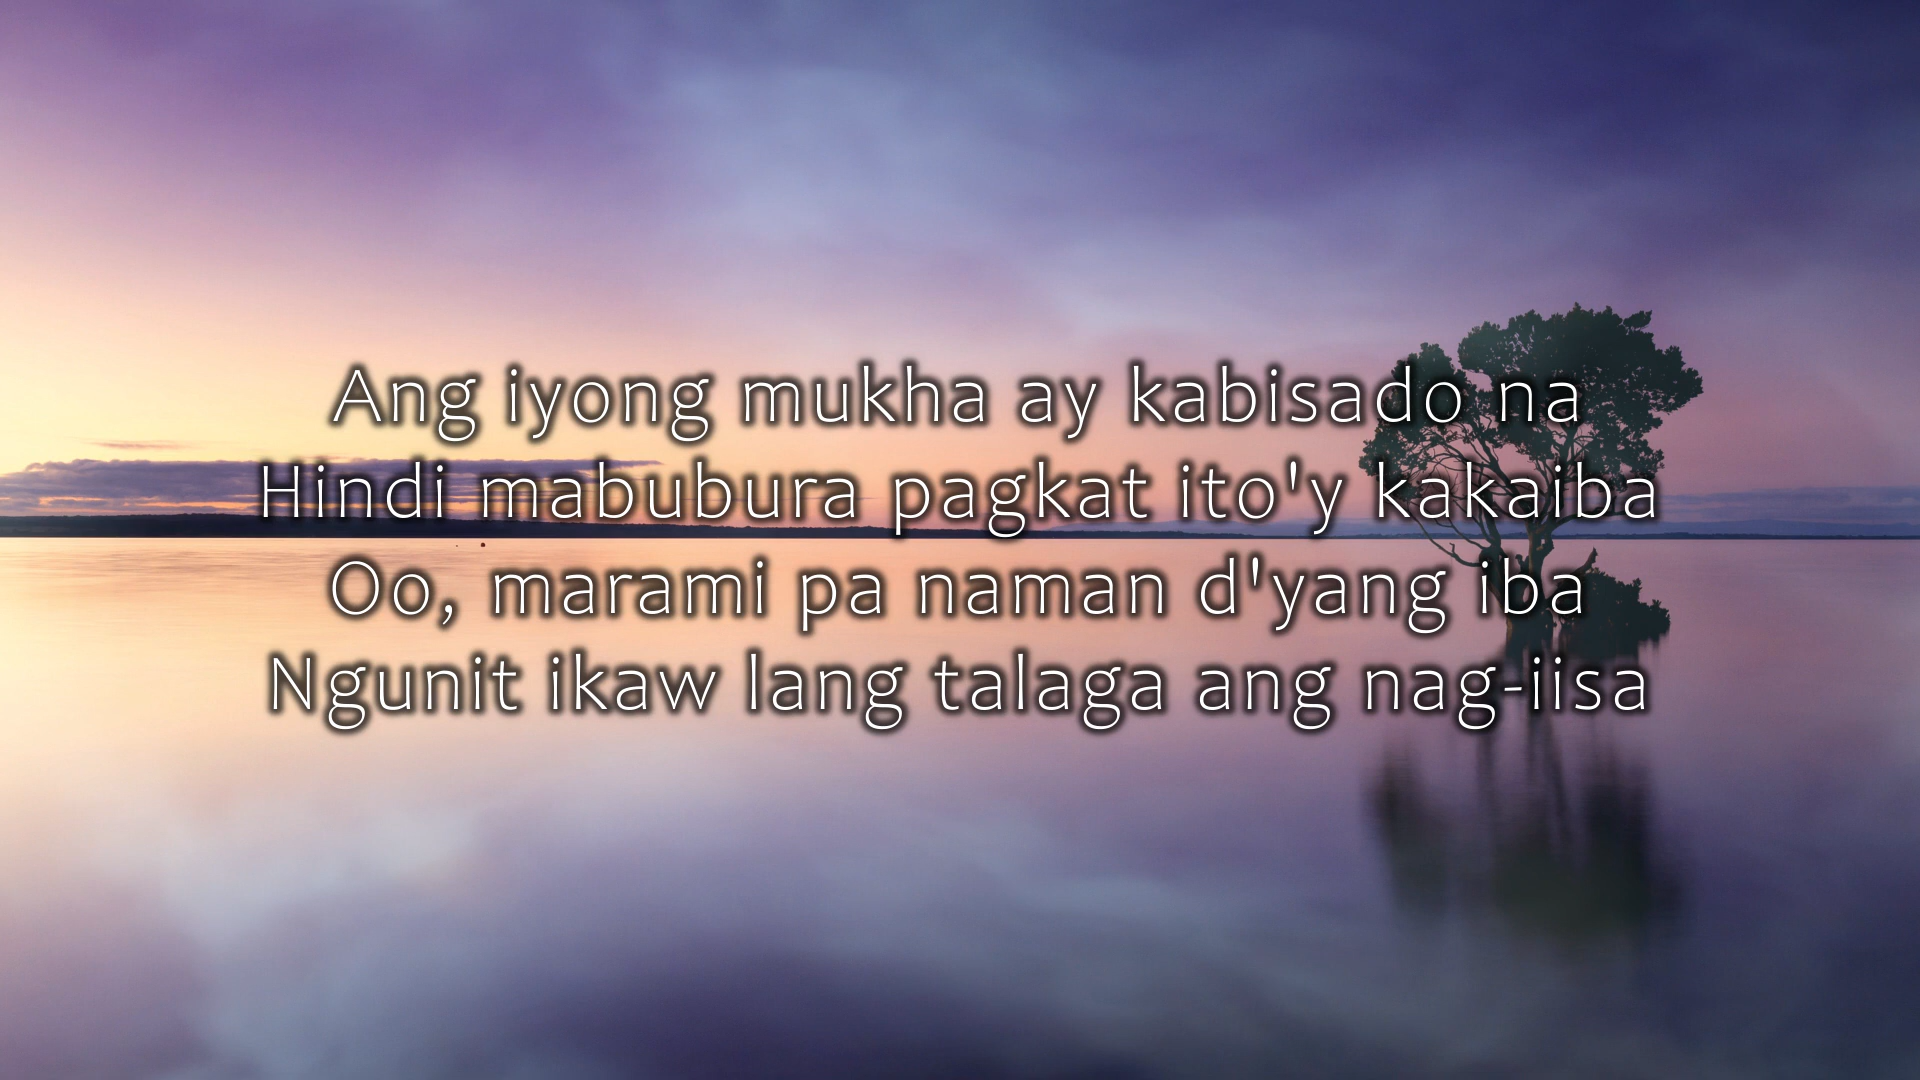 Ang iyong mukha ay kabisado na
Hindi mabubura pagkat ito'y kakaiba
Oo, marami pa naman d'yang iba
Ngunit ikaw lang talaga ang nag-iisa